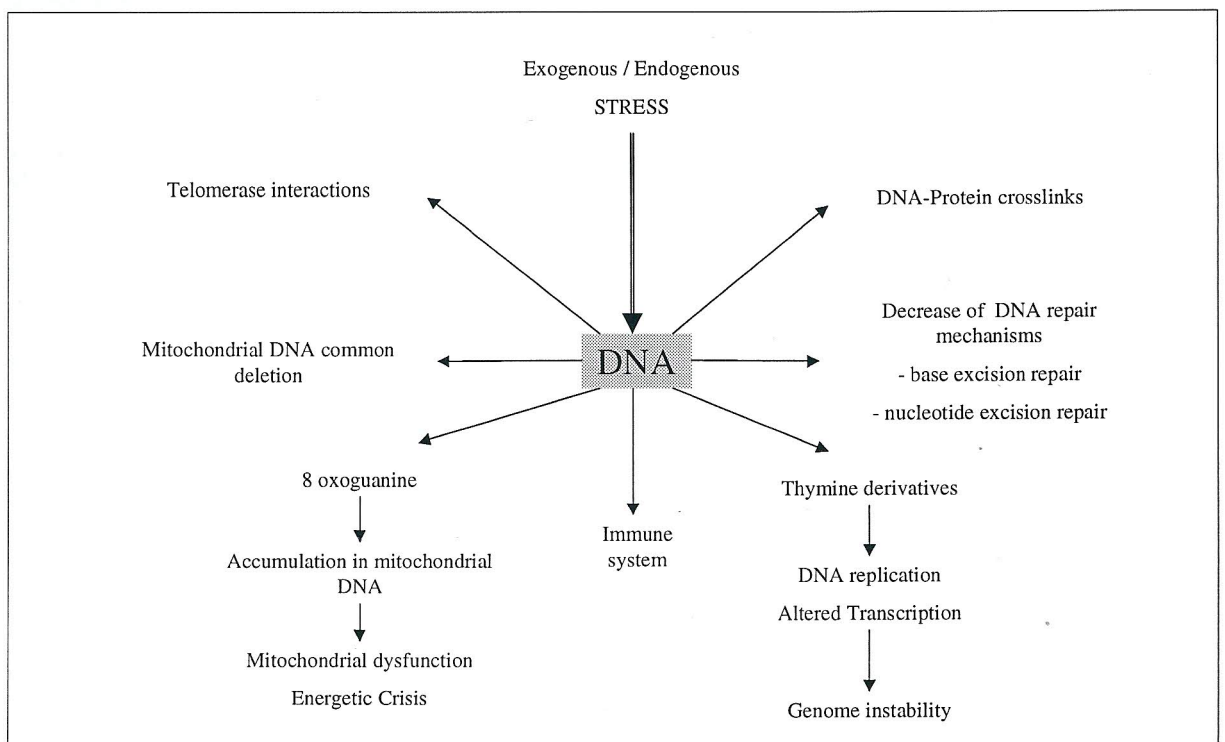 Exogenous / Endogenous
STRESS
Telomerase interactions
DNA-Protein crosslinks
Mitochondrial DNA common
deletion
DNA
Decrease of DNA repair
mechanisms
- base excision repair
- nucleotide excision repair
8 oxoguanine
Accumulation in mitochondrial
DNA
Mitochondrial dysfunction
Energetic Crisis
Immune
system
Thymine derivatives
DNA replication
Altered Transcription
Genome instability